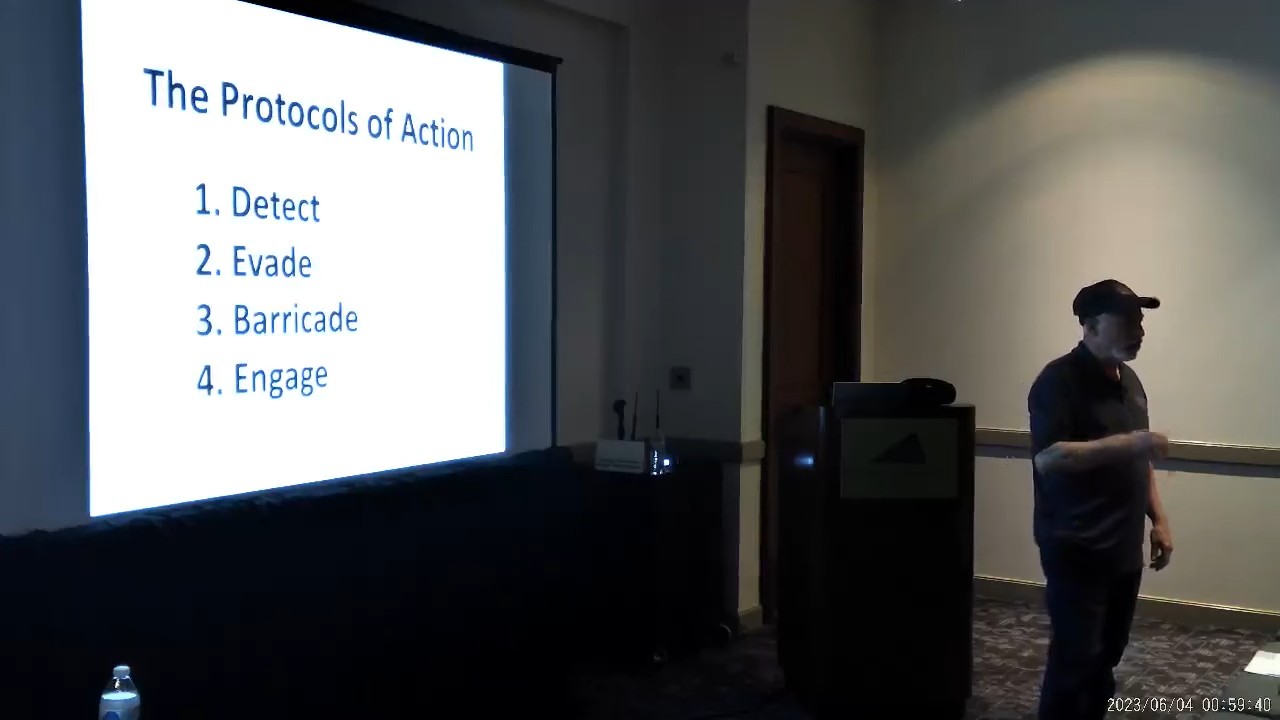 The Protocols of Action
1. Detect
2. Evade
3. Barricade
4. Engage
2023/06/04 00:59:40